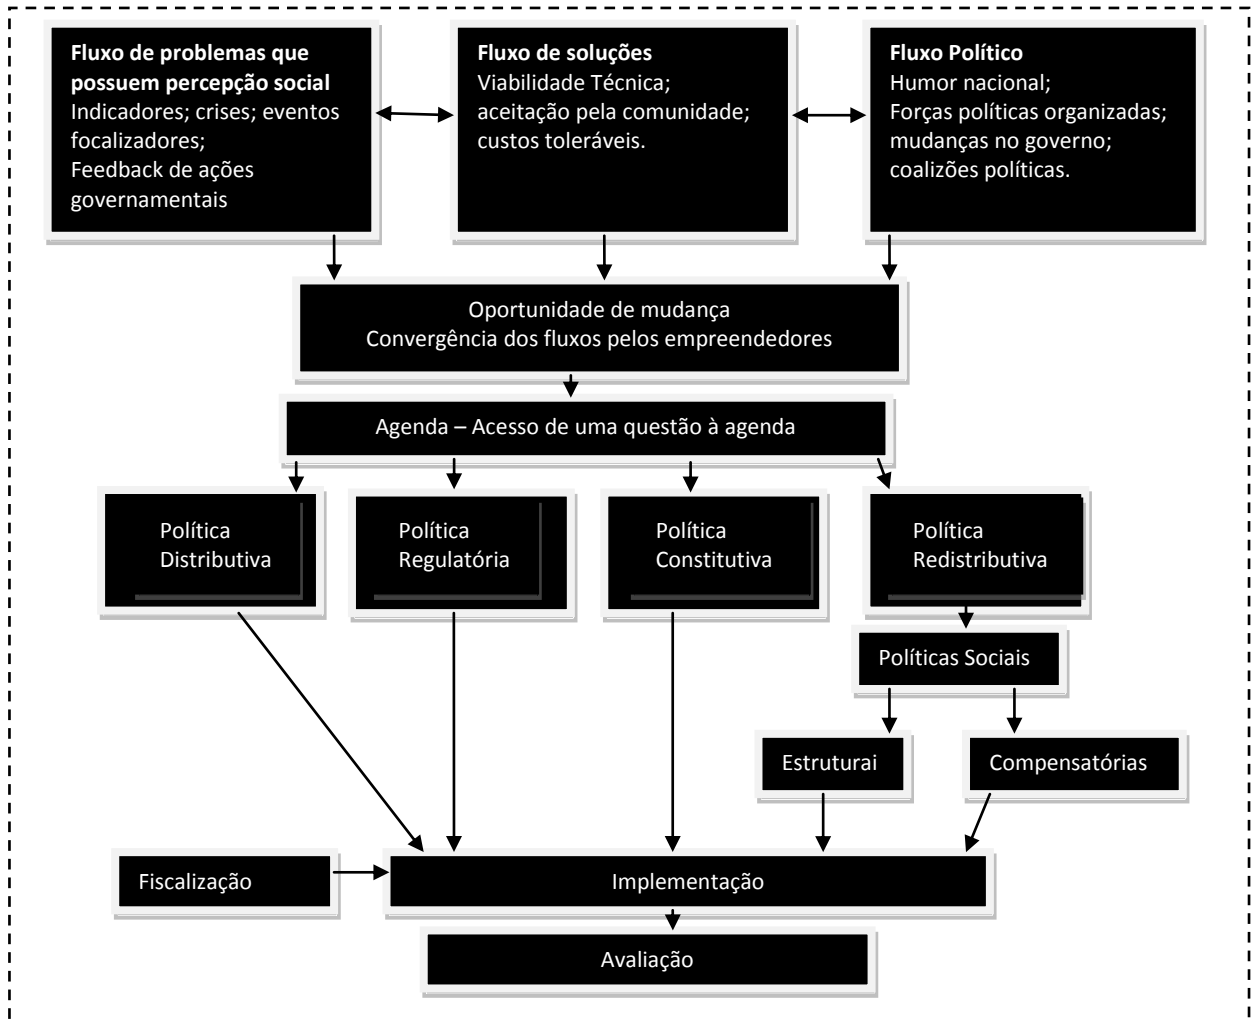 Fluxo de problemas que
possuem percepção social
Indicadores; crises; eventos
focalizadores;
Feedback de ações
governamentais
Fluxo de soluções
Viabilidade Técnica;
aceitação pela comunidade;
custos toleráveis.
Fluxo Político
Humor nacional;
Forças políticas organizadas;
mudanças no governo;
coalizões políticas.
Oportunidade de mudança
Convergência dos fluxos pelos empreendedores
Agenda – Acesso de uma questão à agenda
Política
Distributiva
Política
Regulatória
Política
Constitutiva
Política
Redistributiva
Políticas Sociais
Estruturai
Compensatórias
Fiscalização
Implementação
Avaliação